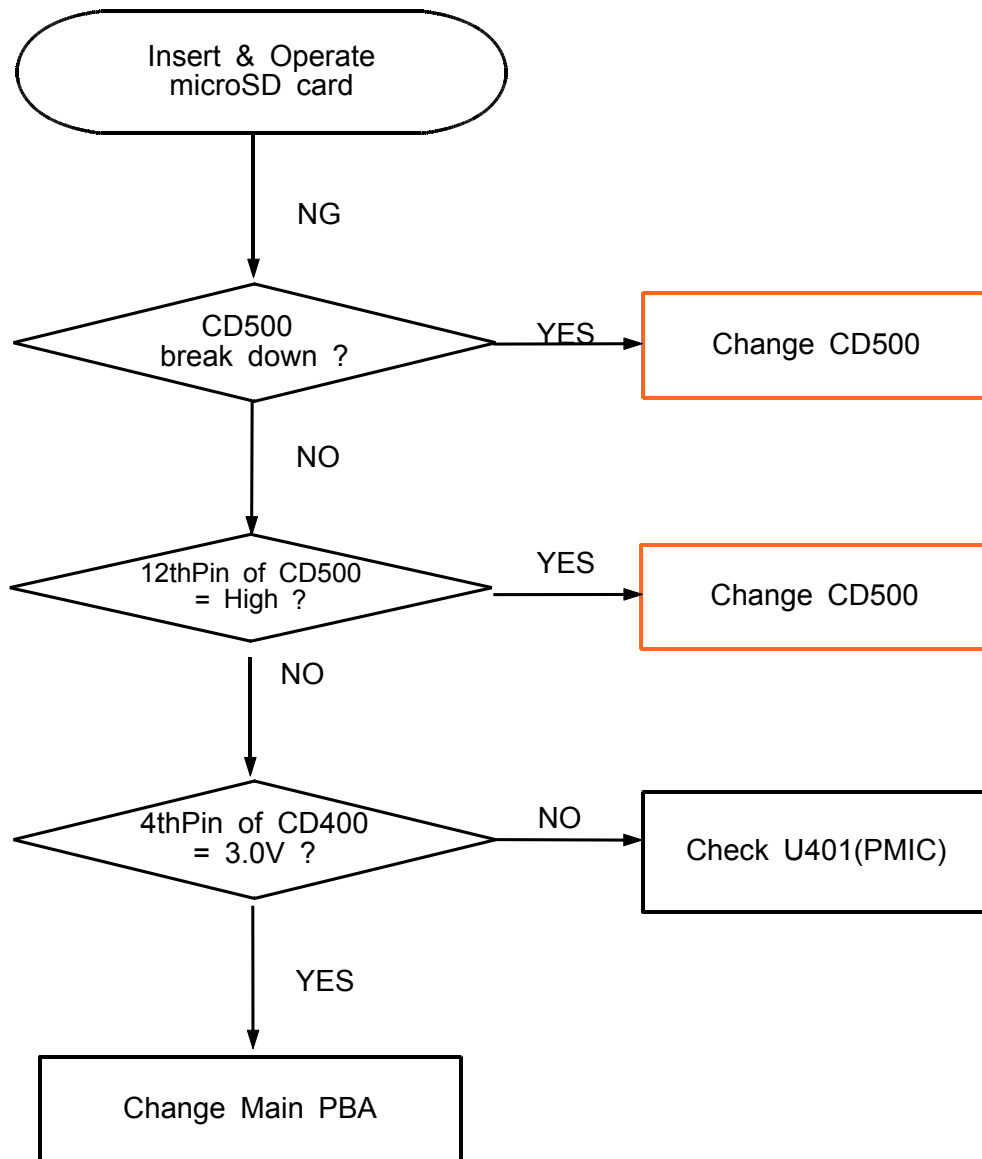 Insert & Operate
microSD card
NG
CD500
break down ?
YES
Change CD500
NO
12thPin of CD500
= High ?
YES
Change CD500
NO
4thPin of CD400
= 3.0V ?
NO
Check U401(PMIC)
YES
Change Main PBA